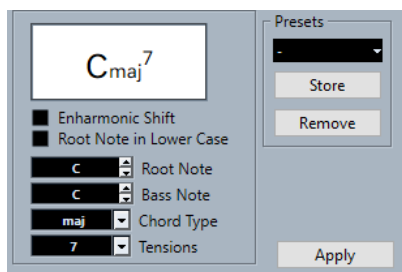 Cmaj7
Enharmonic Shift
Root Note in Lower Case
C Root Note
C Bass Note
maj Chord Type
7 Tensions
Presets
-
Store
Remove
Apply